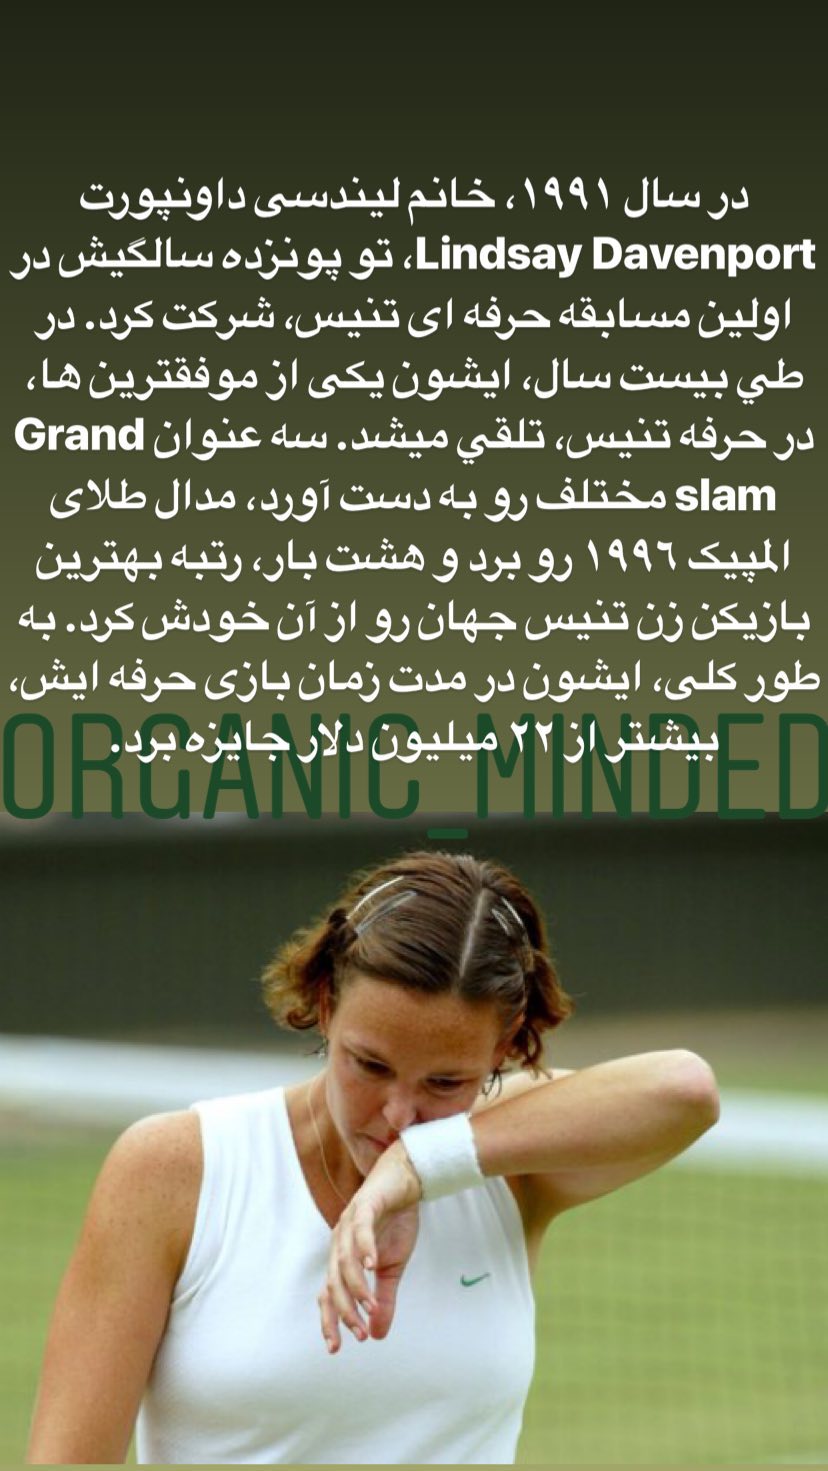 در سال ۱۹۹۱، خانم لیندسی داونپورت
Lindsay Davenport، تو پونزده سالگیش در
اولین مسابقه حرفه ای تنیس، شرکت کرد. در
طي بیست سال، ایشون یکی از موفقترین ها،
در حرفه تنیس، تلقي میشد. سه عنوان Grand
slam مختلف رو به دست آورد، مدال طلای
المپیک ١٩٩٦ رو برد و هشت بار، رتبه بهترین
بازیکن زن تنیس جهان رو از آن خودش کرد. به
طور کلی، ایشون در مدت زمان بازی حرفه ایش،
بیشتر از ۲۲ میلیون دلار جایزه برد.
ORGANIC_MINDED